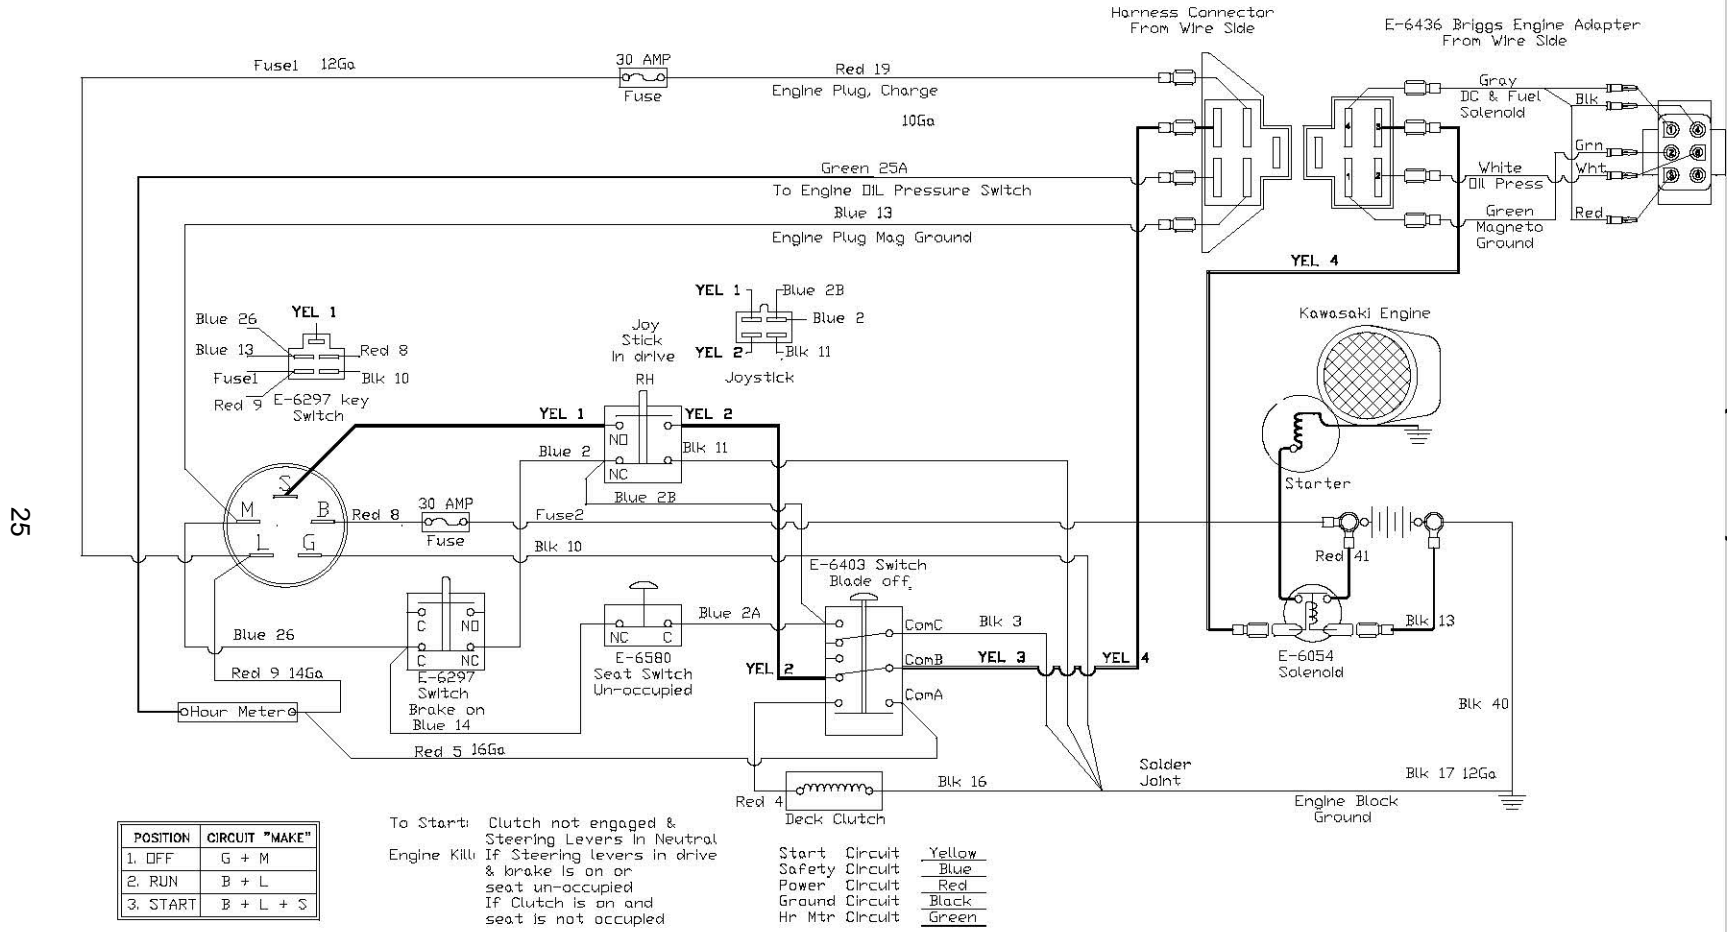 Harness Connector
From Wire Side
E-6436 Briggs Engine Adapter
From Wire Side
Fuse1 12Ga
30 AMP
Fuse
Red 19
Engine Plug, Charge
10Ga
Gray
DC & Fuel
Solenoid
Blk
Grn
Wht
Red
4
3
1
2
1
4
2
5
3
6
Green 25A
To Engine OIL Pressure Switch
White
OIL Press
Blue 13
Engine Plug Mag Ground
Green
Magneto
Ground
YEL 4
Blue 26
YEL 1
Blue 13
Red 8
Fuse1
Blk 10
Red 9
E-6297 key
Switch
Joy
Stick
In drive
RH
YEL 1
Blue 2B
Blue 2
YEL 2
Blk 11
Joystick
Kawasaki Engine
YEL 1
YEL 2
NO
Blue 2
Blk 11
NC
Blue 2B
Starter
S
M
B
L
G
Red 8
30 AMP
Fuse
Fuse2
Blk 10
Red 41
25
E-6403 Switch
Blade off
C
NO
C
NC
E-6297
Switch
Brake on
Blue 26
Blue 14
NC
C
E-6580
Seat Switch
Un-occupied
Blue 2A
YEL 2
ComC
ComB
ComA
Blk 3
YEL 3
YEL 4
Blk 13
E-6054
Solenoid
Red 9 14Ga
Hour Meter
Red 5 16Ga
Blk 40
Red 4
Deck Clutch
Blk 16
Solder
Joint
Blk 17 12Ga
Engine Block
Ground
POSITION CIRCUIT "MAKE"
1. OFF G + M
2. RUN B + L
3. START B + L + S
To Start: Clutch not engaged &
Steering Levers in Neutral
Engine Kill: If Steering levers in drive
& brake is on or
seat un-occupied
If Clutch is on and
seat is not occupied
Start Circuit Yellow
Safety Circuit Blue
Power Circuit Red
Ground Circuit Black
Hr Mtr Circuit Green